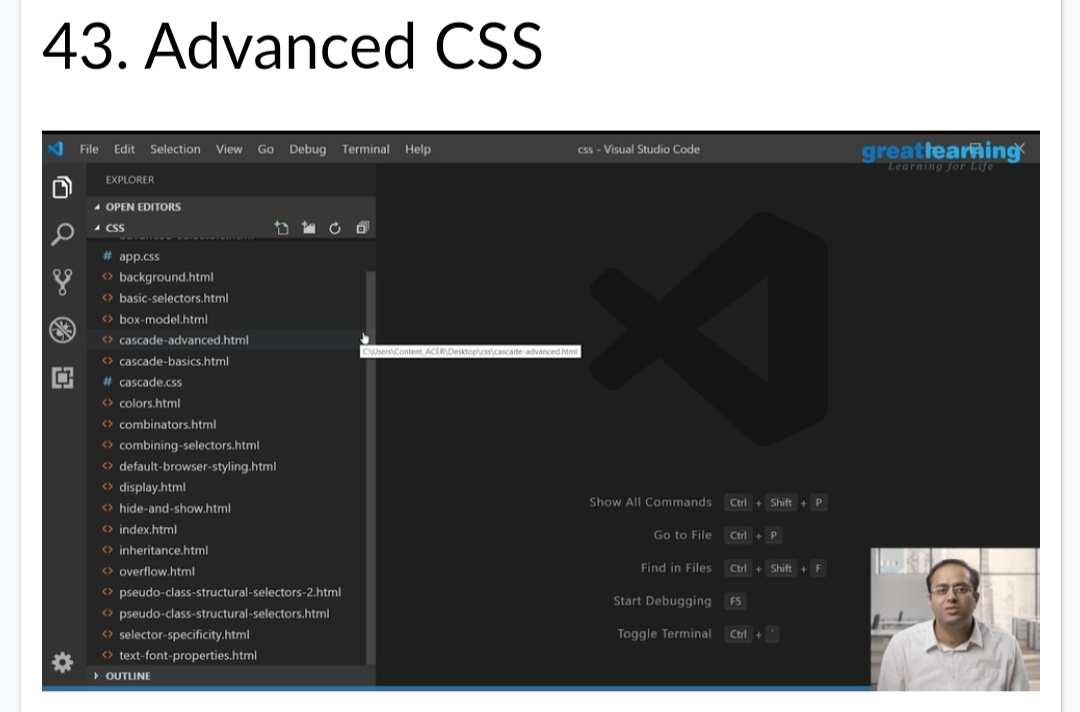 43. Advanced CSS
File Edit Selection View Go Debug Terminal Help
css - Visual Studio Code
greatlearning
Learning for Life
EXPLORER
OPEN EDITORS
CSS
# app.css
<> background.html
<> basic-selectors.html
<> box-model.html
<> cascade-advanced.html
C:\Users\Content_ACER\Desktop\css\cascade-advanced.html
<> cascade-basics.html
# cascade.css
<> colors.html
<> combinators.html
<> combining-selectors.html
<> default-browser-styling.html
<> display.html
<> hide-and-show.html
<> index.html
<> inheritance.html
<> overflow.html
<> pseudo-class-structural-selectors-2.html
<> pseudo-class-structural-selectors.html
<> selector-specificity.html
<> text-font-properties.html
OUTLINE
Show All Commands Ctrl + Shift + P
Go to File Ctrl + P
Find in Files Ctrl + Shift + F
Start Debugging F5
Toggle Terminal Ctrl + `